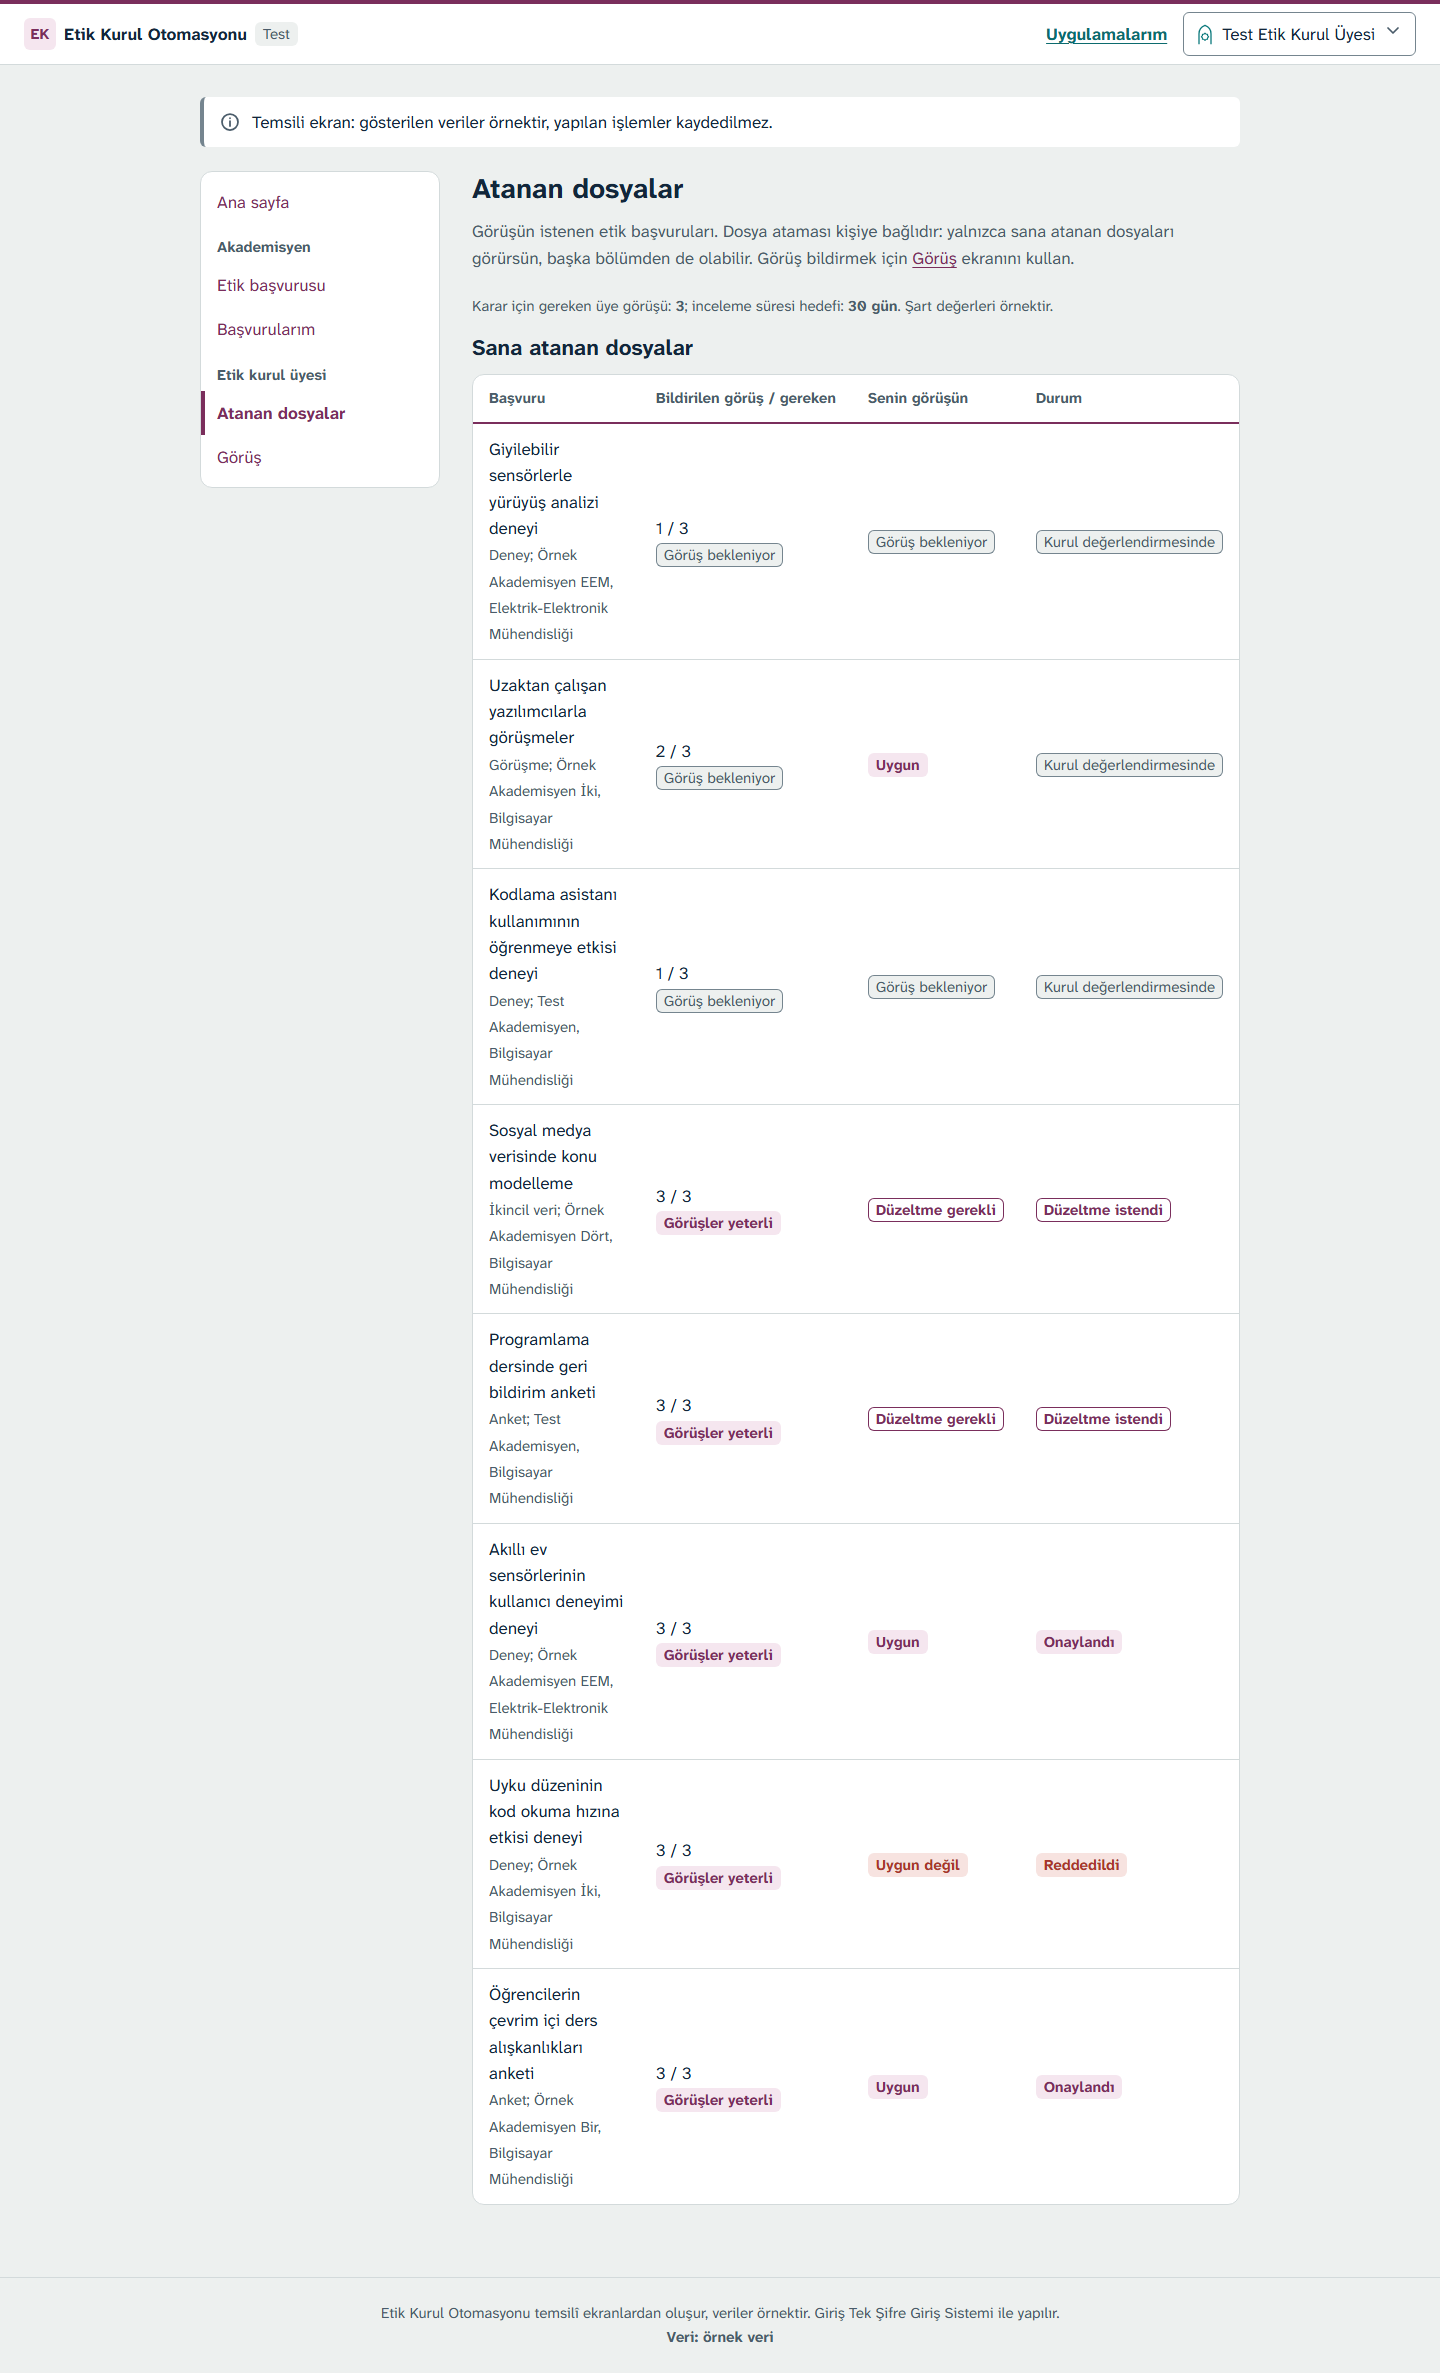 EK Etik Kurul Otomasyonu Test
Uygulamalarım
Test Etik Kurul Üyesi
Temsili ekran: gösterilen veriler örnektir, yapılan işlemler kaydedilmez.
Ana sayfa
Akademisyen
Etik başvurusu
Başvurularım
Etik kurul üyesi
Atanan dosyalar
Görüş
Atanan dosyalar
Görüşün istenen etik başvuruları. Dosya ataması kişiye bağlıdır: yalnızca sana atanan dosyaları
görürsün, başka bölümden de olabilir. Görüş bildirmek için Görüş ekranını kullan.
Karar için gereken üye görüşü: 3; inceleme süresi hedefi: 30 gün. Şart değerleri örnektir.
Sana atanan dosyalar
Başvuru Bildirilen görüş / gereken Senin görüşün Durum
Giyilebilir
sensörlerle
yürüyüş analizi
deneyi
Deney; Örnek
Akademisyen EEM,
Elektrik-Elektronik
Mühendisliği
1 / 3
Görüş bekleniyor
Görüş bekleniyor
Kurul değerlendirmesinde
Uzaktan çalışan
yazılımcılarla
görüşmeler
Görüşme; Örnek
Akademisyen İki,
Bilgisayar
Mühendisliği
2 / 3
Görüş bekleniyor
Uygun
Kurul değerlendirmesinde
Kodlama asistanı
kullanımının
öğrenmeye etkisi
deneyi
Deney; Test
Akademisyen,
Bilgisayar
Mühendisliği
1 / 3
Görüş bekleniyor
Görüş bekleniyor
Kurul değerlendirmesinde
Sosyal medya
verisinde konu
modelleme
İkincil veri; Örnek
Akademisyen Dört,
Bilgisayar
Mühendisliği
3 / 3
Görüşler yeterli
Düzeltme gerekli
Düzeltme istendi
Programlama
dersinde geri
bildirim anketi
Anket; Test
Akademisyen,
Bilgisayar
Mühendisliği
3 / 3
Görüşler yeterli
Düzeltme gerekli
Düzeltme istendi
Akıllı ev
sensörlerinin
kullanıcı deneyimi
deneyi
Deney; Örnek
Akademisyen EEM,
Elektrik-Elektronik
Mühendisliği
3 / 3
Görüşler yeterli
Uygun
Onaylandı
Uyku düzeninin
kod okuma hızına
etkisi deneyi
Deney; Örnek
Akademisyen İki,
Bilgisayar
Mühendisliği
3 / 3
Görüşler yeterli
Uygun değil
Reddedildi
Öğrencilerin
çevrim içi ders
alışkanlıkları
anketi
Anket; Örnek
Akademisyen Bir,
Bilgisayar
Mühendisliği
3 / 3
Görüşler yeterli
Uygun
Onaylandı
Etik Kurul Otomasyonu temsilî ekranlardan oluşur, veriler örnektir. Giriş Tek Şifre Giriş Sistemi ile yapılır.
Veri: örnek veri